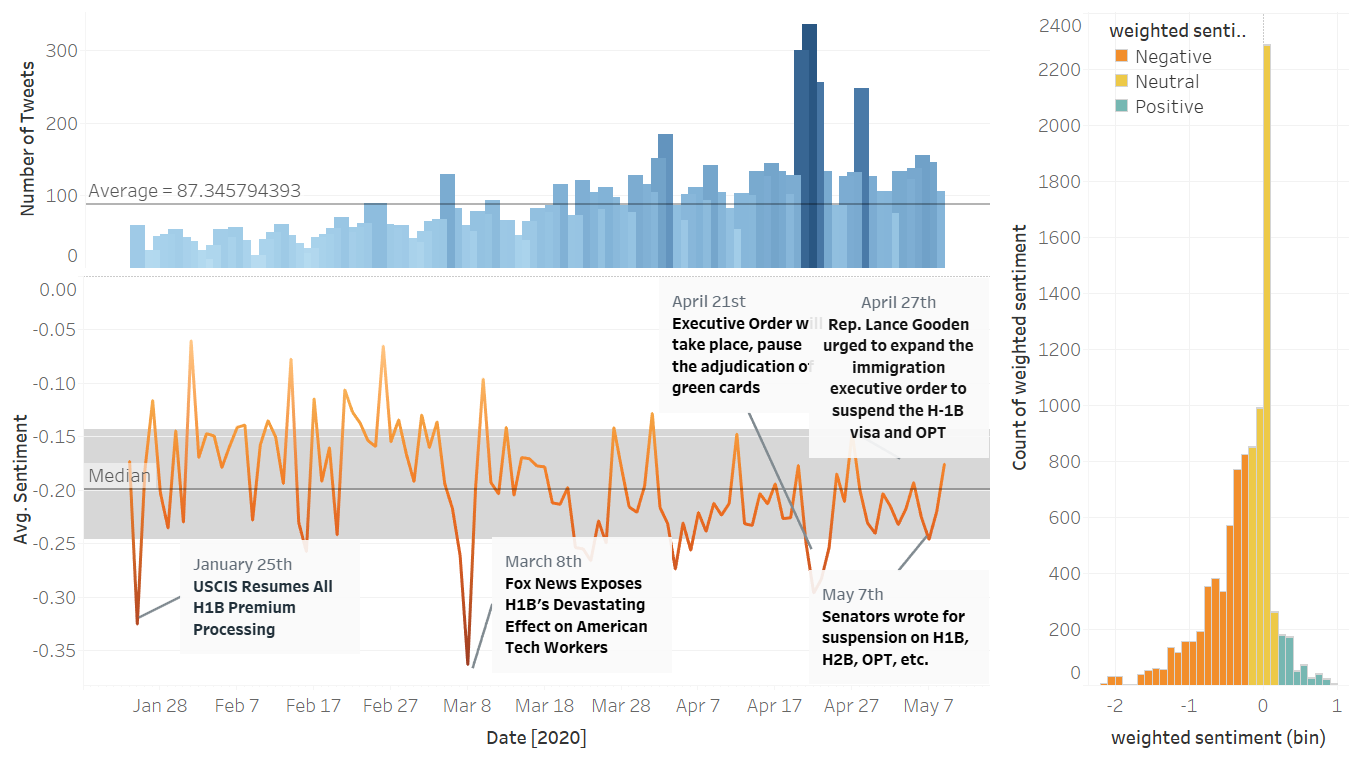 Number of Tweets
300
200
100
0
Average = 87.345794393
Avg. Sentiment
0.00
-0.05
-0.10
-0.15
-0.20
-0.25
-0.30
-0.35
Median
January 25th
USCIS Resumes All
H1B Premium
Processing
March 8th
Fox News Exposes
H1B’s Devastating
Effect on American
Tech Workers
April 21st
Executive Order will
take place, pause
the adjudication of
green cards
April 27th
Rep. Lance Gooden
urged to expand the
immigration
executive order to
suspend the H-1B
visa and OPT
May 7th
Senators wrote for
suspension on H1B,
H2B, OPT, etc.
Jan 28
Feb 7
Feb 17
Feb 27
Mar 8
Mar 18
Mar 28
Apr 7
Apr 17
Apr 27
May 7
Date [2020]
Count of weighted sentiment
2400
2200
2000
1800
1600
1400
1200
1000
800
600
400
200
0
weighted senti..
Negative
Neutral
Positive
-2
-1
0
1
weighted sentiment (bin)